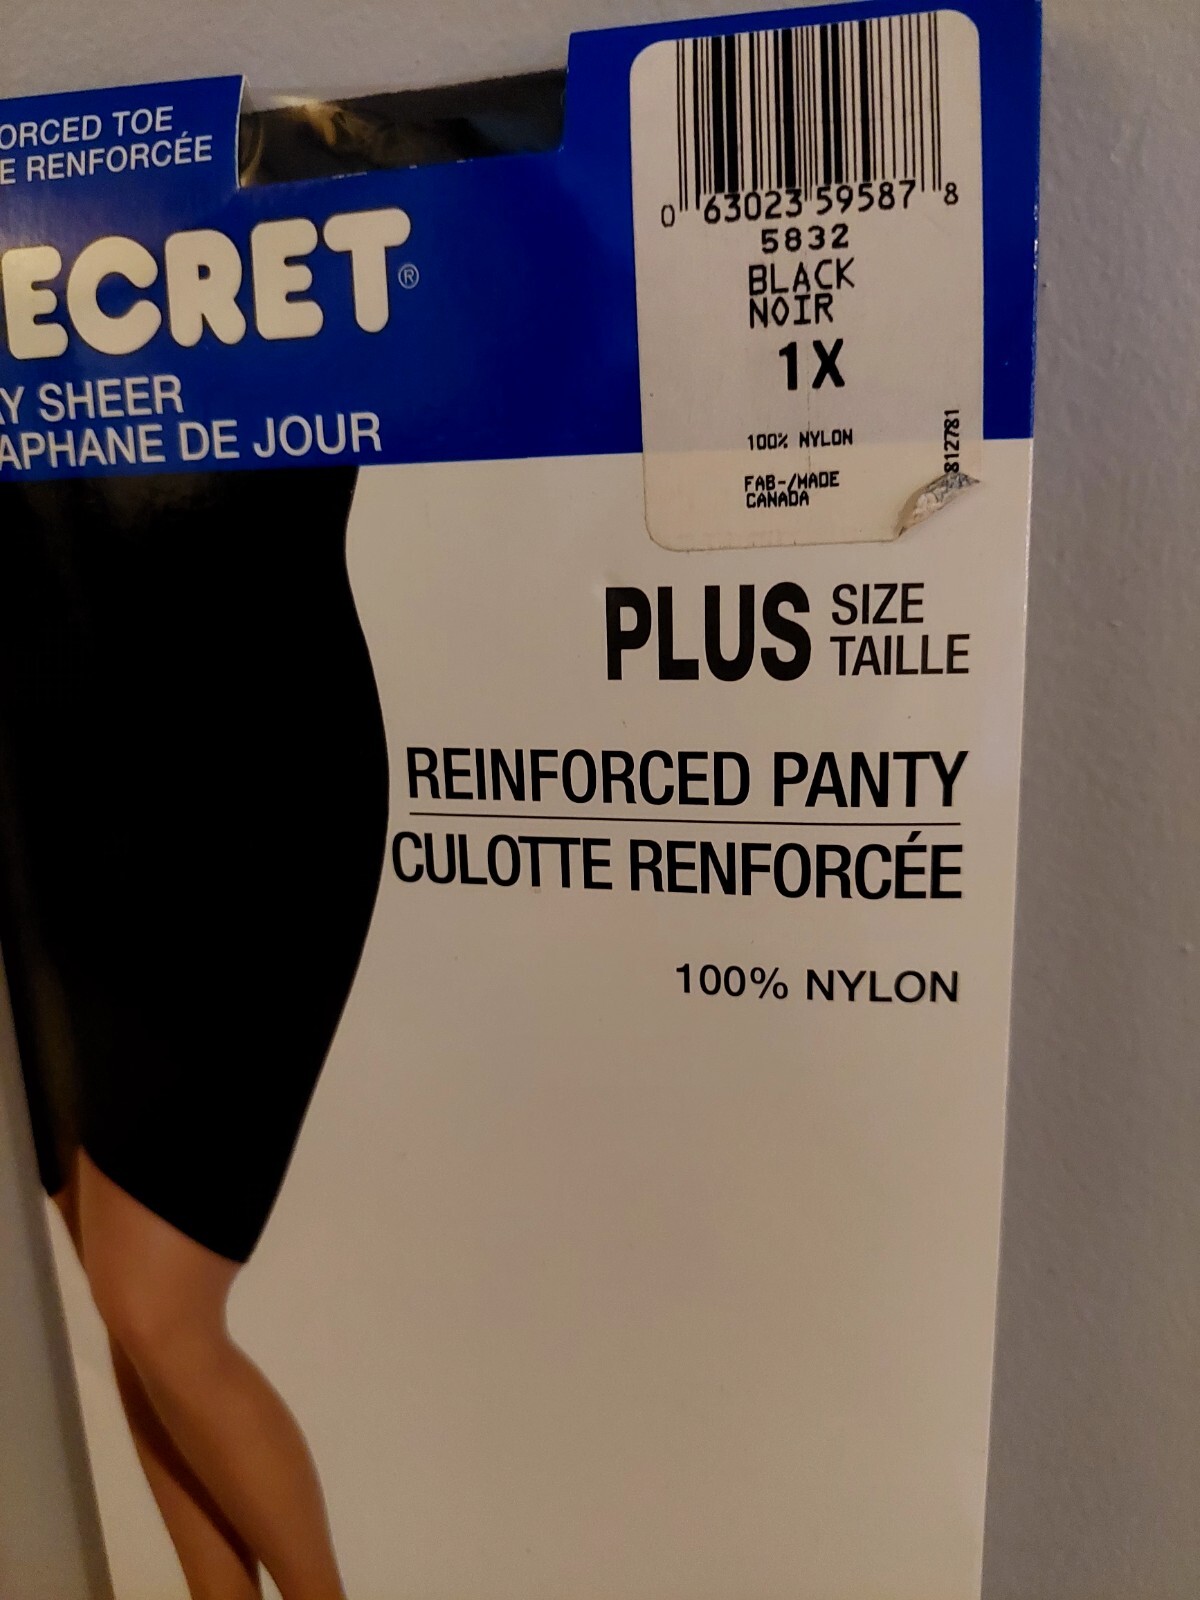 ORCED TOE
E RENFORCÉE
ECRET®
AY SHEER
APHANE DE JOUR
0 63023 59587 8
5832
BLACK
NOIR
1X
100% NYLON
812781
FAB-/MADE
CANADA
PLUS SIZE
TAILLE
REINFORCED PANTY
CULOTTE RENFORCÉE
100% NYLON